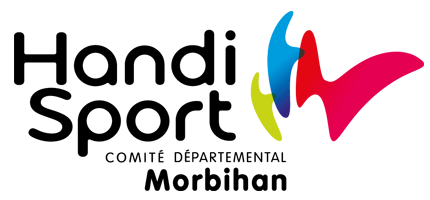 Handi
Sport
COMITÉ DÉPARTEMENTAL
Morbihan